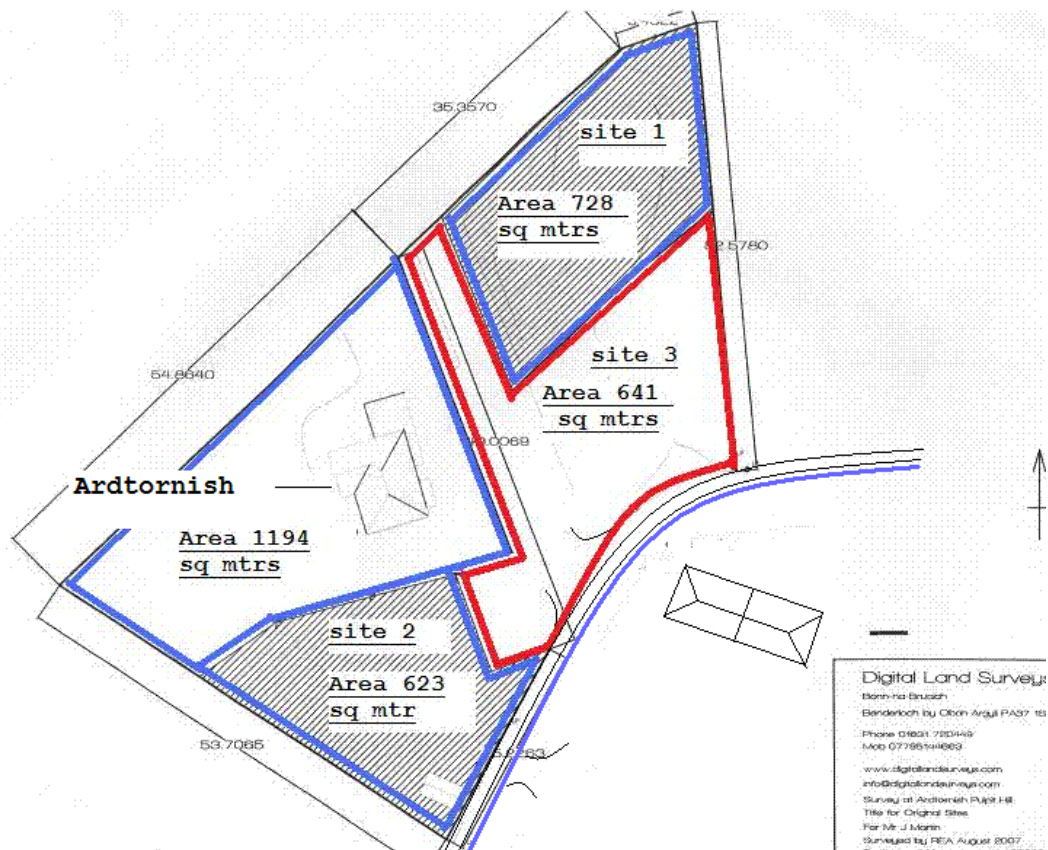 35.3570
site 1
Area 728
sq mtrs
52.5780
site 3
Area 641
sq mtrs
54.8640
Ardtornish
Area 1194
sq mtrs
site 2
Area 623
sq mtr
53.7065
Digital Land Surveys
Benderloch by Oban Argyll PA37 1S
Phone 01631 720449
www.digitallandsurveys.com
info@digitallandsurveys.com
Survey at Ardtornish Pulpit Hill
Title for Original Sites
For Mr J Martin
Surveyed by REA August 2007